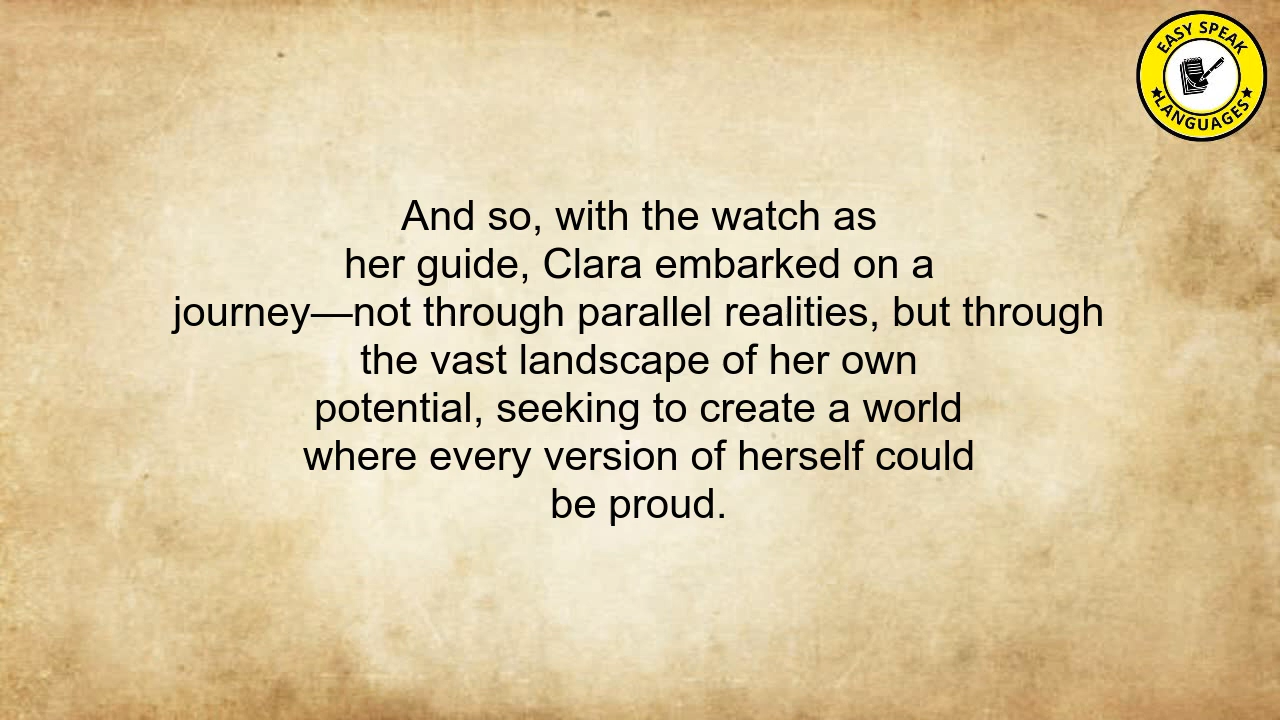 EASY SPEAK
LANGUAGES
And so, with the watch as
her guide, Clara embarked on a
journey—not through parallel realities, but through
the vast landscape of her own
potential, seeking to create a world
where every version of herself could
be proud.